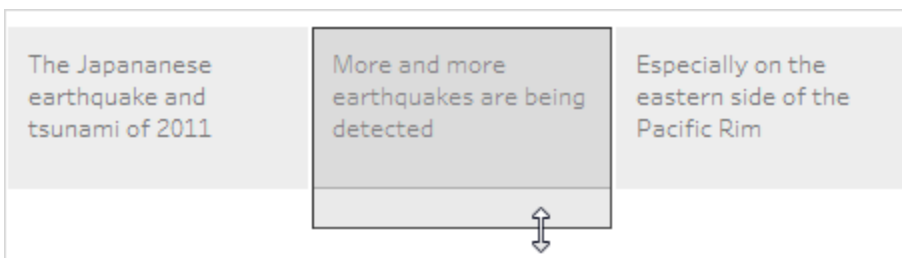 The Japananese
earthquake and
tsunami of 2011
More and more
earthquakes are being
detected
Especially on the
eastern side of the
Pacific Rim